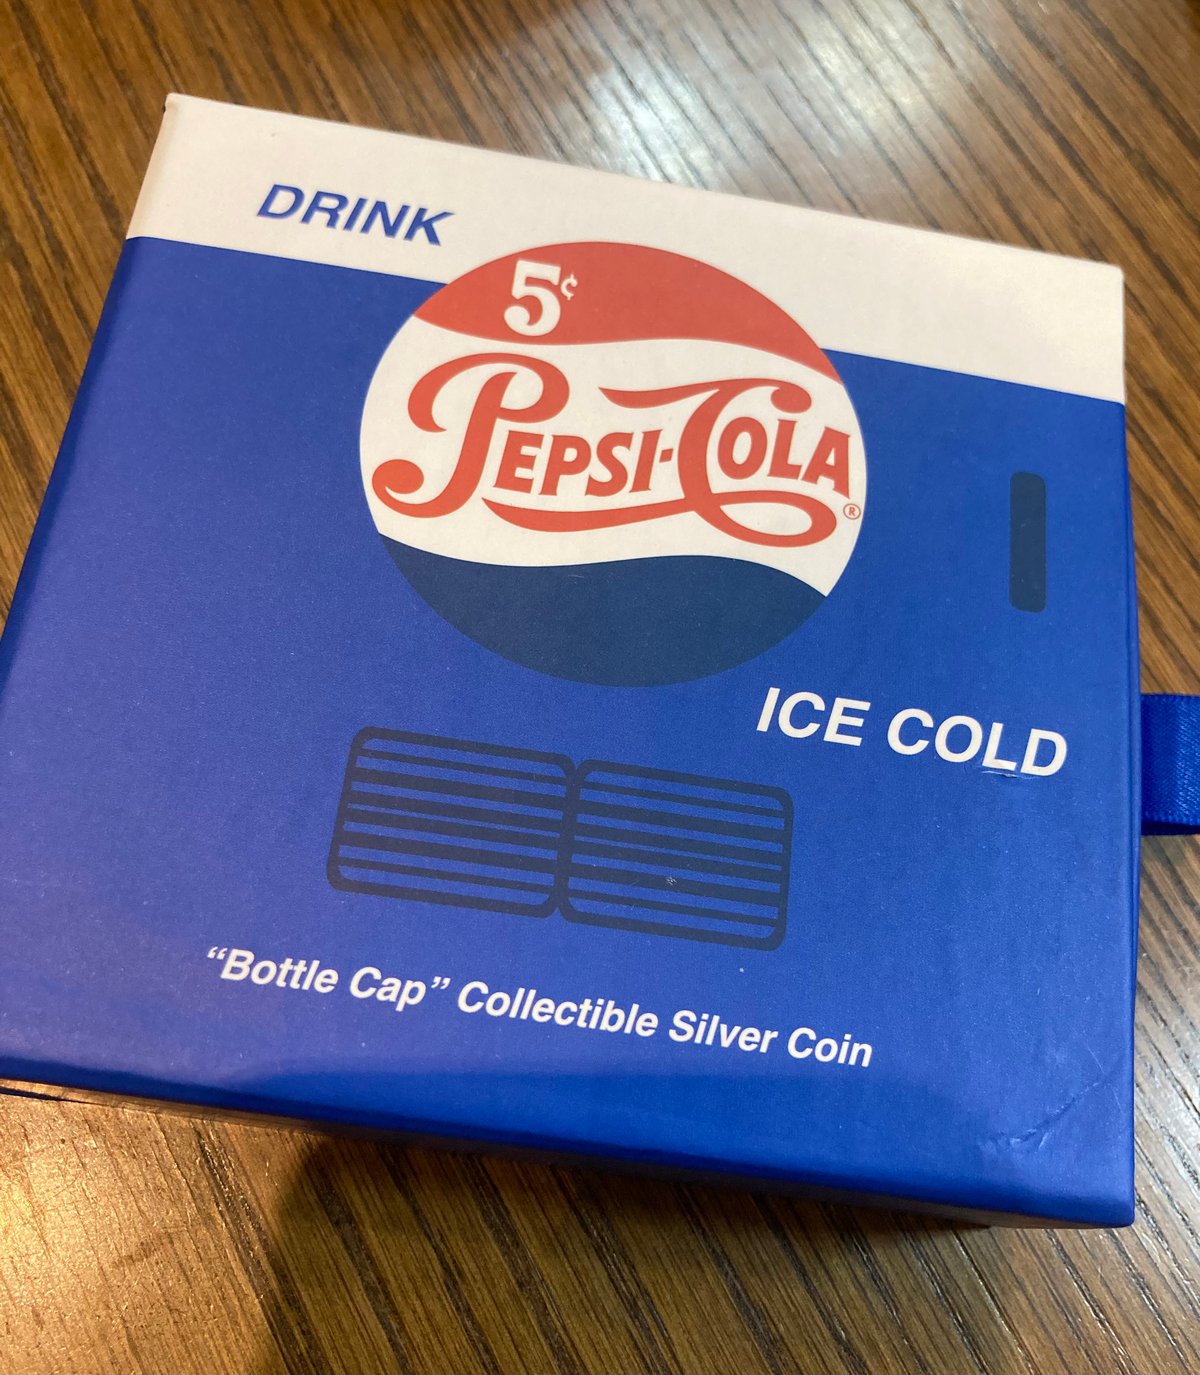 DRINK
5¢
PEPSI-COLA®
ICE COLD
“Bottle Cap” Collectible Silver Coin